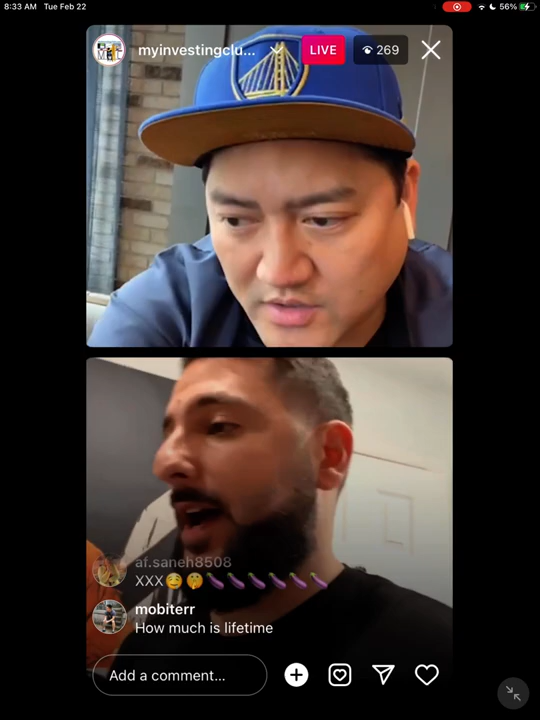 8:33 AM Tue Feb 22
56%
myinvestingclu...
LIVE
269
af.saneh8508
XXX🤤🤫🍆🍆🍆🍆🍆🍆
mobiterr
How much is lifetime
Add a comment...